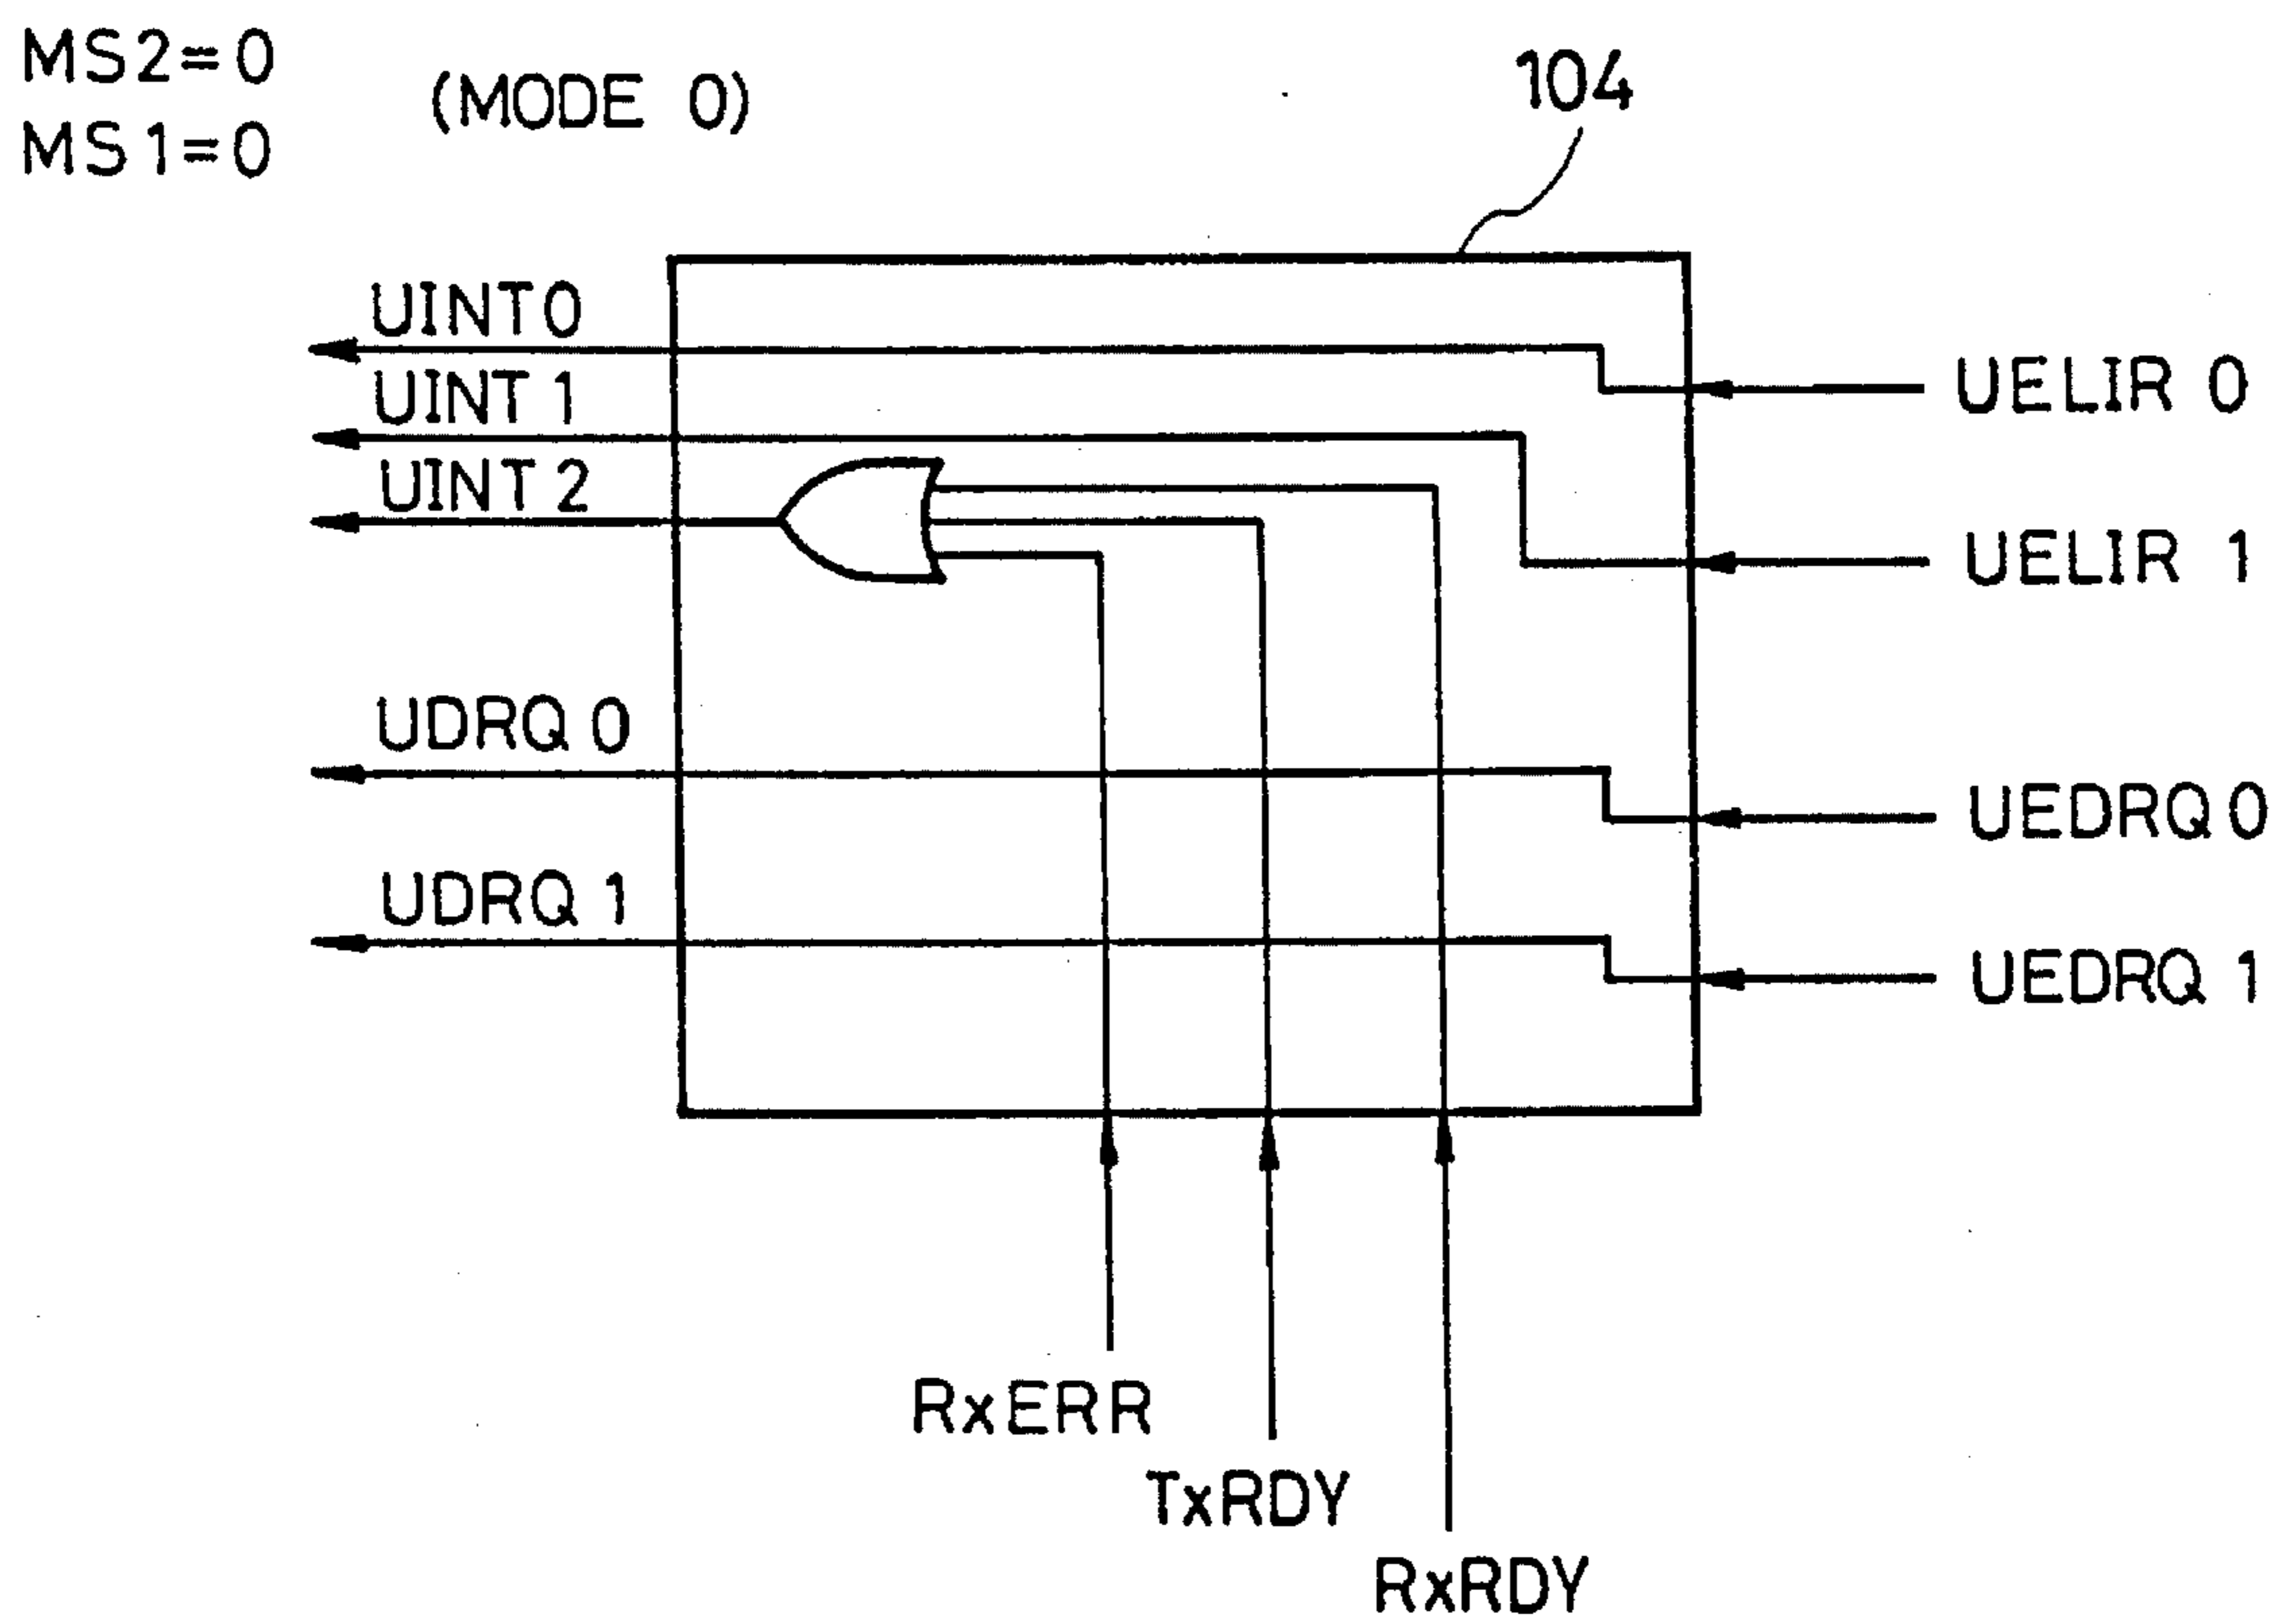 MS2=0
MS1=0
(MODE 0)
104
UINT0
UINT 1
UINT 2
UDRQ 0
UDRQ 1
UELIR 0
UELIR 1
UEDRQ 0
UEDRQ 1
RxERR
TxRDY
RxRDY